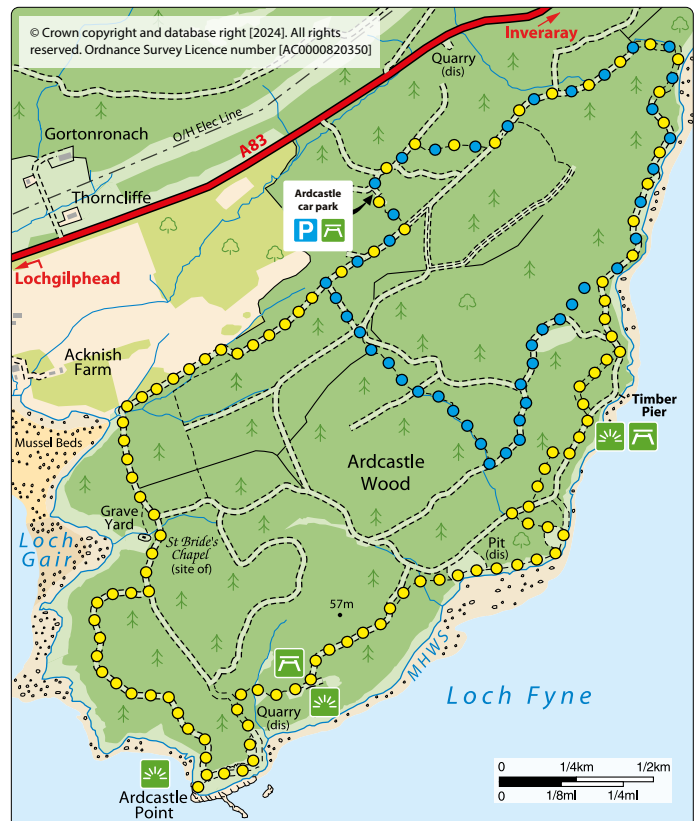 © Crown copyright and database right [2024]. All rights
reserved. Ordnance Survey Licence number [AC0000820350]
Inveraray
Quarry
(dis)
O/H Elec Line
Gortonronach
A83
Thorncliffe
Ardcastle
car park
P
Lochgilphead
Acknish
Farm
Timber
Pier
Mussel Beds
Ardcastle
Wood
Grave
Yard
St Bride's
Chapel
(site of)
Loch
Gair
Pit
(dis)
57m
MHWS
Loch Fyne
Quarry
(dis)
Ardcastle
Point
0 1/4km 1/2km
0 1/8ml 1/4ml